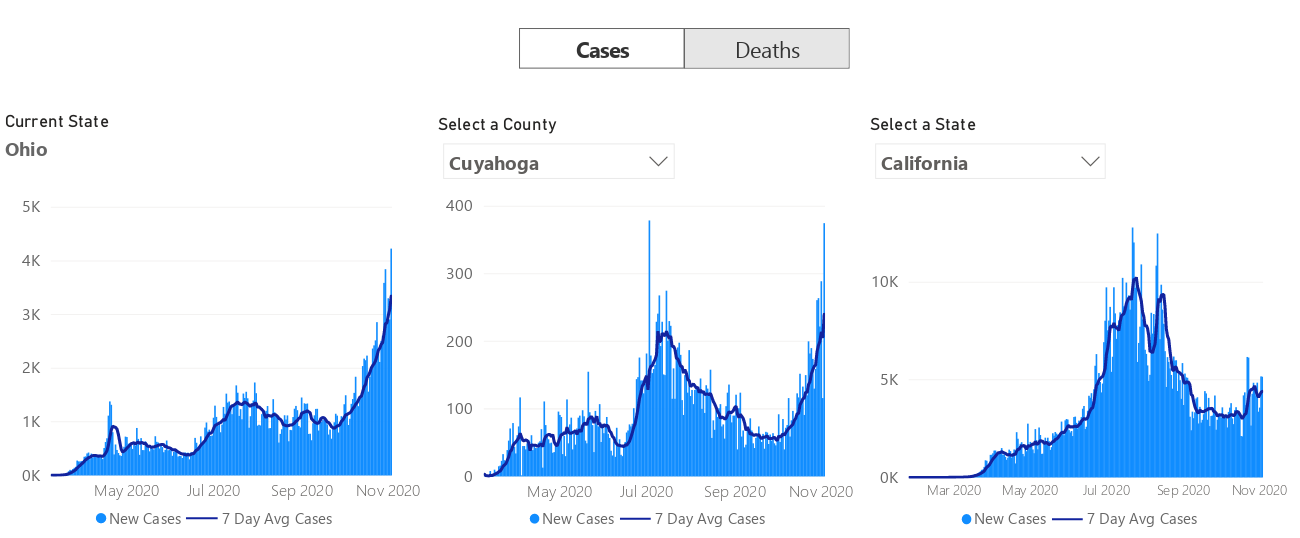 Cases Deaths
Current State
Ohio
Select a County
Cuyahoga
Select a State
California
5K
4K
3K
2K
1K
0K
May 2020 Jul 2020 Sep 2020 Nov 2020
New Cases 7 Day Avg Cases
400
300
200
100
0
May 2020 Jul 2020 Sep 2020 Nov 2020
New Cases 7 Day Avg Cases
10K
5K
0K
Mar 2020 May 2020 Jul 2020 Sep 2020 Nov 2020
New Cases 7 Day Avg Cases